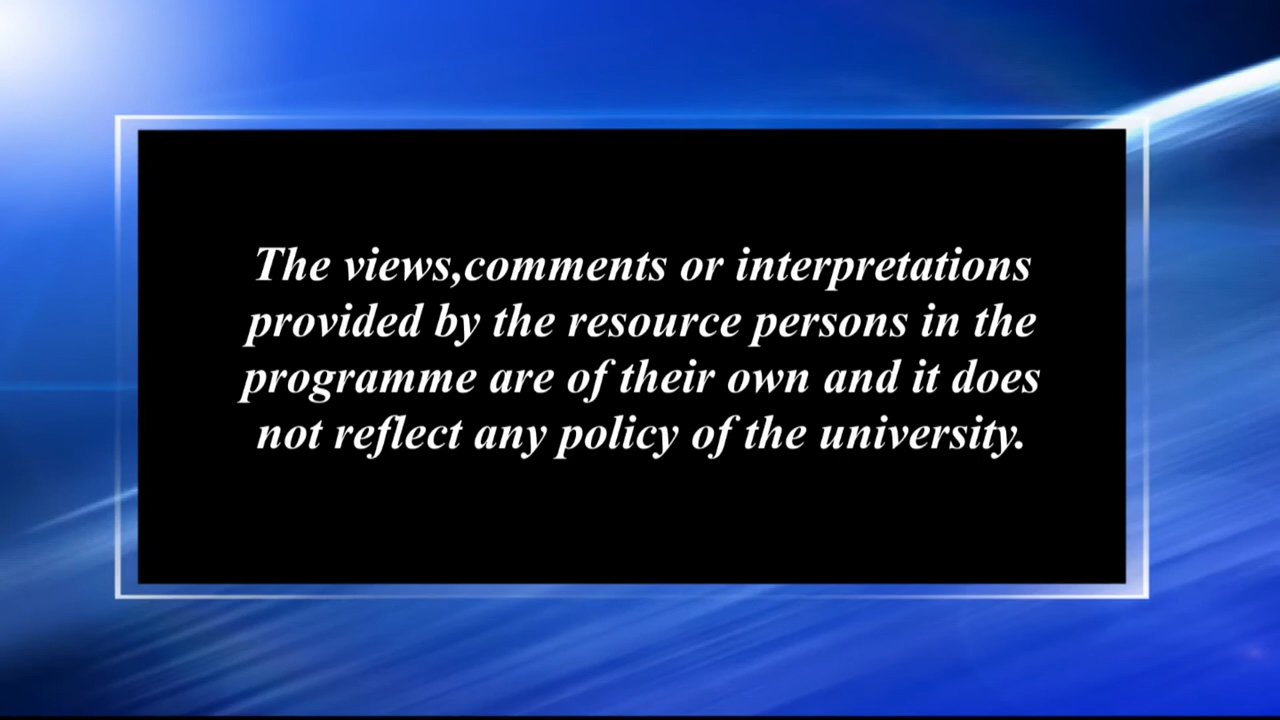 The views,comments or interpretations
provided by the resource persons in the
programme are of their own and it does
not reflect any policy of the university.